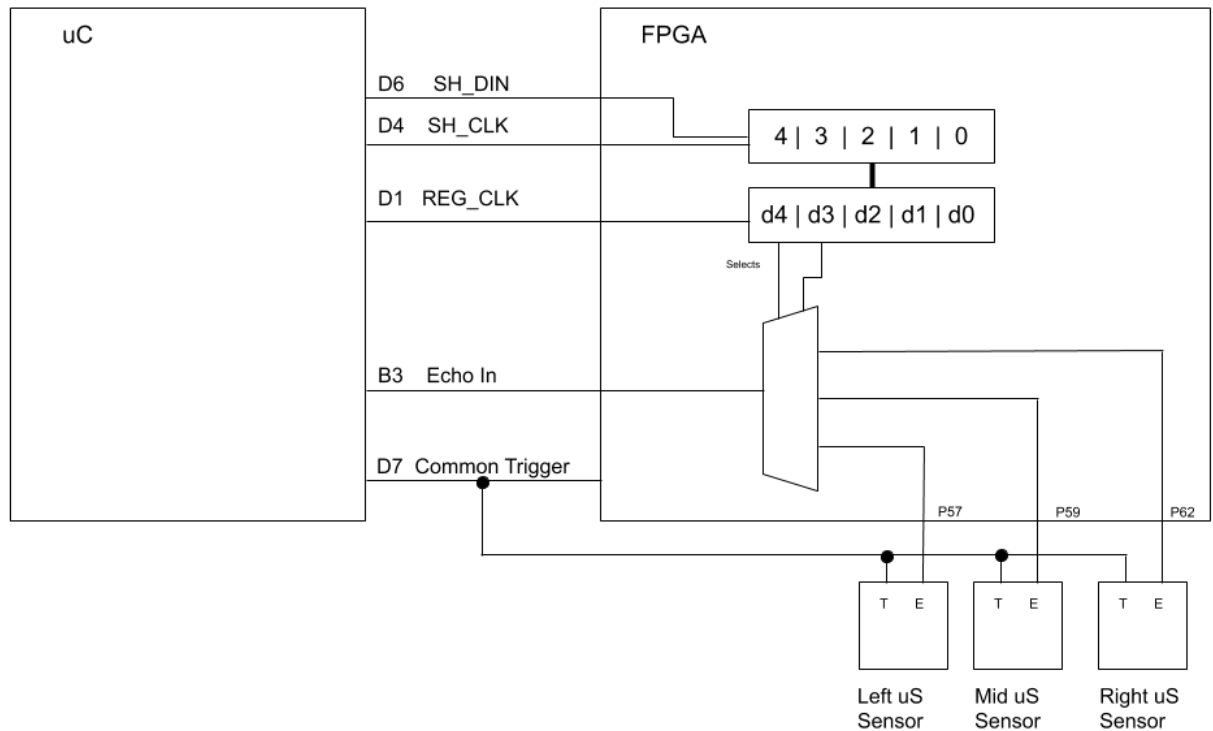 uC
FPGA
D6 SH_DIN
D4 SH_CLK
4 | 3 | 2 | 1 | 0
D1 REG_CLK
d4 | d3 | d2 | d1 | d0
Selects
B3 Echo In
D7 Common Trigger
P57
P59
P62
T E
T E
T E
Left uS
Sensor
Mid uS
Sensor
Right uS
Sensor